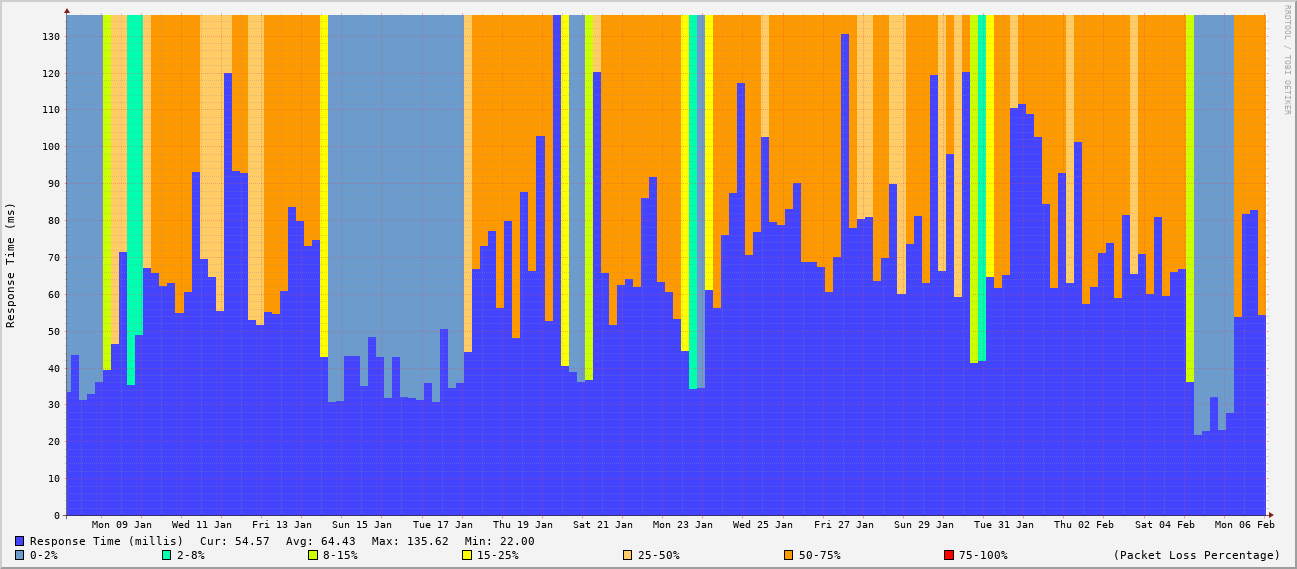 RRDTOOL / TOBI OETIKER
Response Time (ms)
130
120
110
100
90
80
70
60
50
40
30
20
10
0
Mon 09 Jan Wed 11 Jan Fri 13 Jan Sun 15 Jan Tue 17 Jan Thu 19 Jan Sat 21 Jan Mon 23 Jan Wed 25 Jan Fri 27 Jan Sun 29 Jan Tue 31 Jan Thu 02 Feb Sat 04 Feb Mon 06 Feb
Response Time (millis) Cur: 54.57 Avg: 64.43 Max: 135.62 Min: 22.00
0-2% 2-8% 8-15% 15-25% 25-50% 50-75% 75-100% (Packet Loss Percentage)